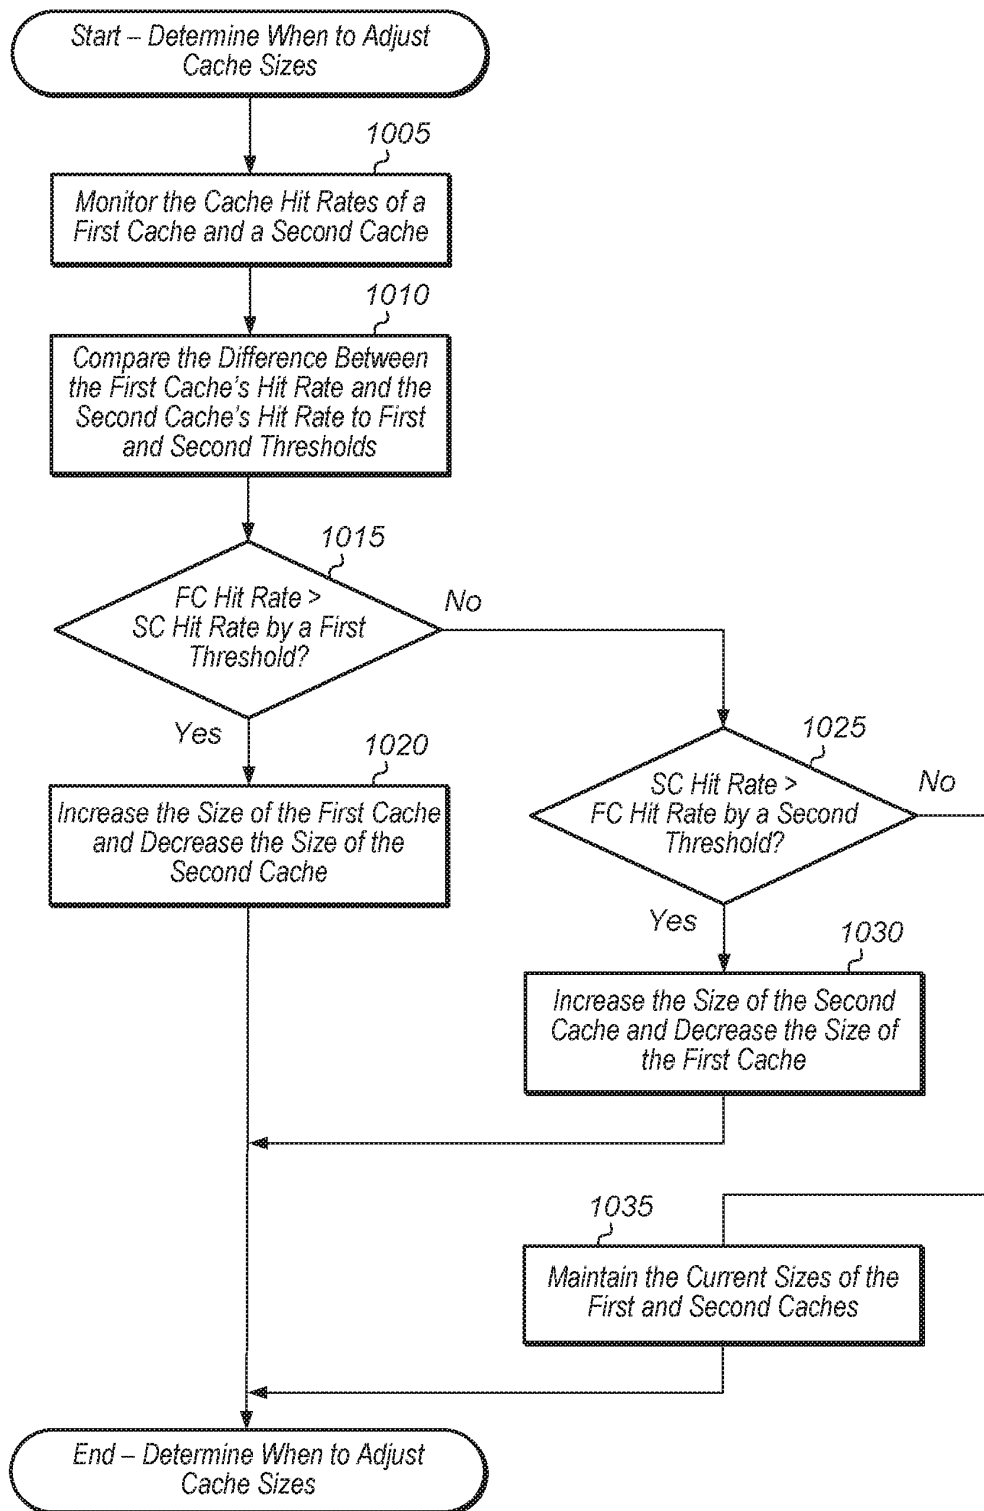 Start – Determine When to Adjust
Cache Sizes
1005
Monitor the Cache Hit Rates of a
First Cache and a Second Cache
1010
Compare the Difference Between
the First Cache's Hit Rate and the
Second Cache's Hit Rate to First
and Second Thresholds
1015
FC Hit Rate >
SC Hit Rate by a First
Threshold?
No
Yes
1020
Increase the Size of the First Cache
and Decrease the Size of the
Second Cache
1025
SC Hit Rate >
FC Hit Rate by a Second
Threshold?
No
Yes
1030
Increase the Size of the Second
Cache and Decrease the Size of
the First Cache
1035
Maintain the Current Sizes of the
First and Second Caches
End – Determine When to Adjust
Cache Sizes